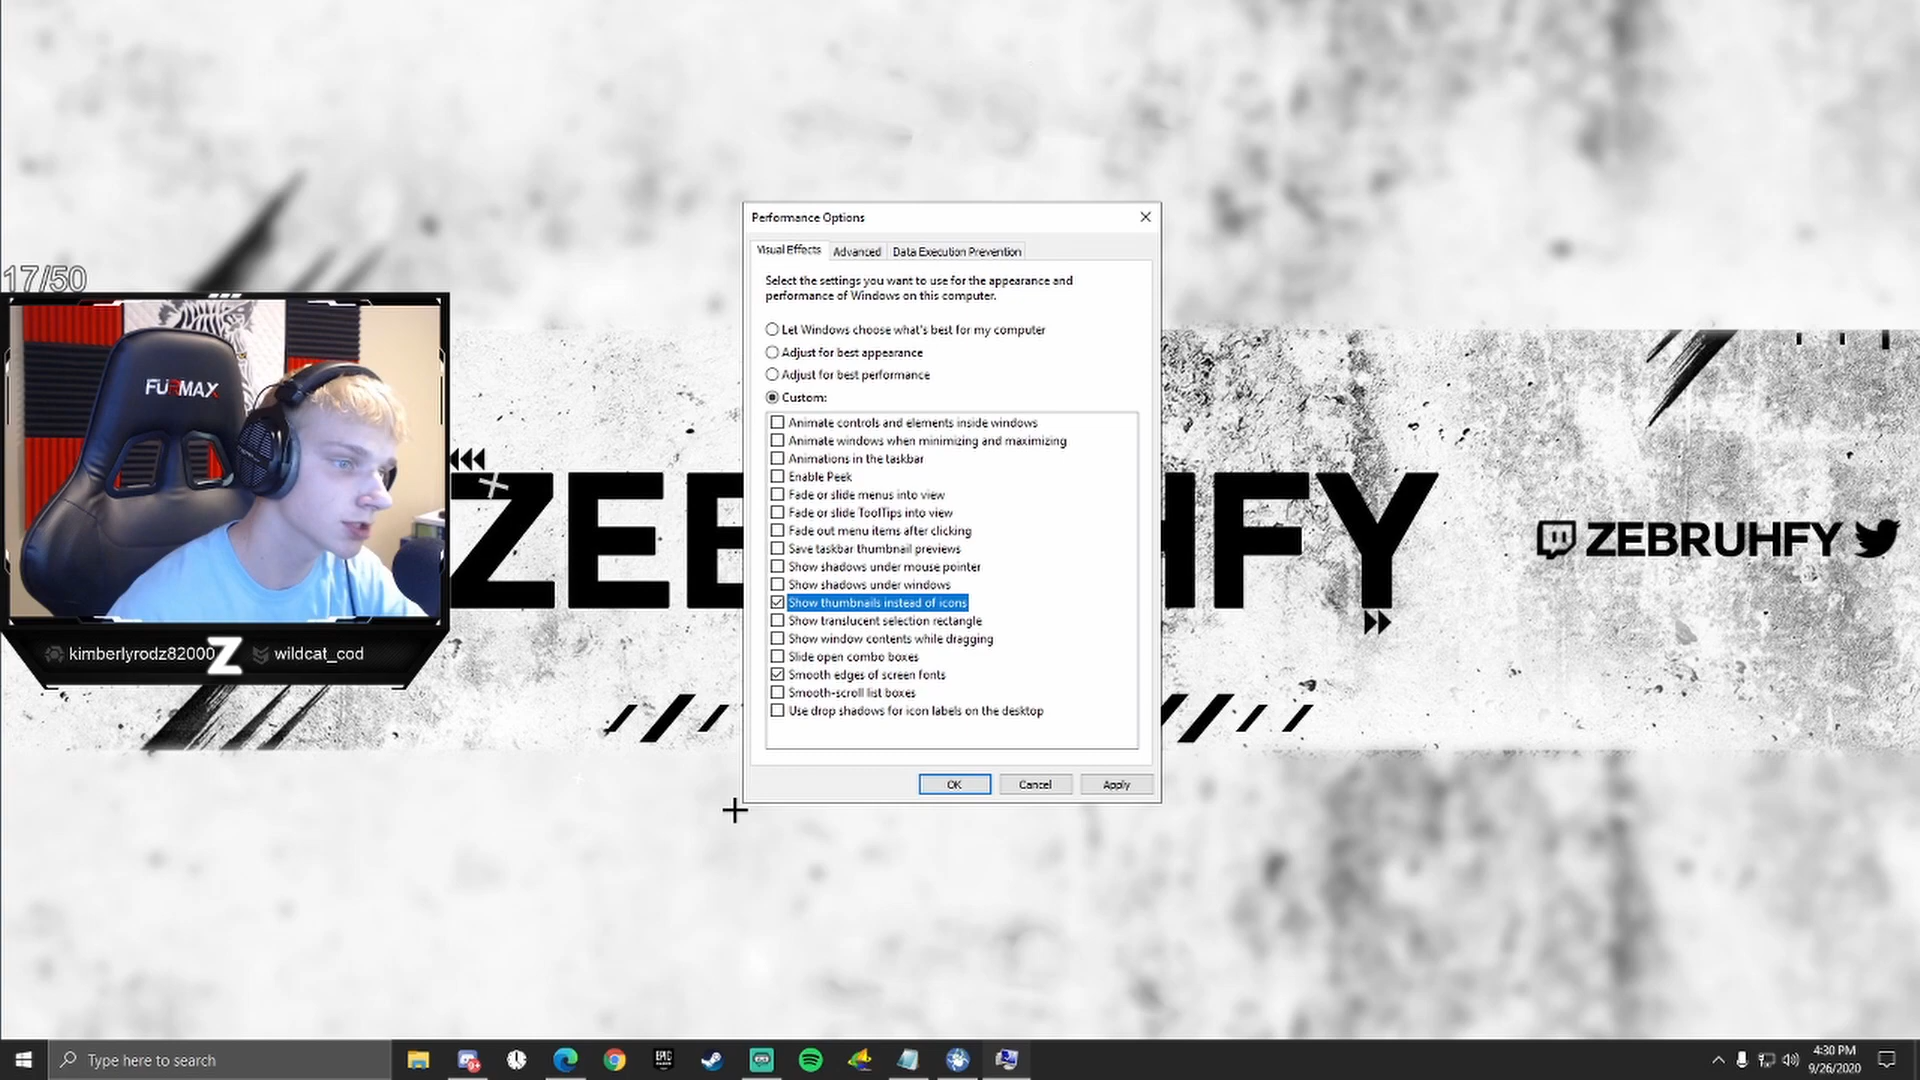 Performance Options
Visual Effects
Advanced
Data Execution Prevention
Select the settings you want to use for the appearance and
performance of Windows on this computer.
Let Windows choose what's best for my computer
Adjust for best appearance
Adjust for best performance
Custom:
Animate controls and elements inside windows
Animate windows when minimizing and maximizing
Animations in the taskbar
Enable Peek
Fade or slide menus into view
Fade or slide ToolTips into view
Fade out menu items after clicking
Save taskbar thumbnail previews
Show shadows under mouse pointer
Show shadows under windows
Show thumbnails instead of icons
Show translucent selection rectangle
Show window contents while dragging
Slide open combo boxes
Smooth edges of screen fonts
Smooth-scroll list boxes
Use drop shadows for icon labels on the desktop
OK
Cancel
Apply
17/50
FURMAX
kimberlyrodz82000
Z
wildcat_cod
ZEB
HFY
ZEBRUHFY
Type here to search
EPIC
4:30 PM
9/26/2020